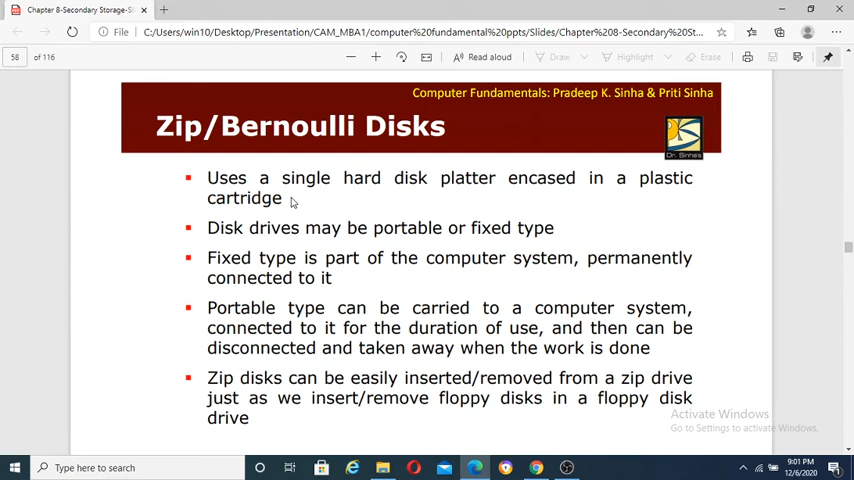 Chapter 8-Secondary Storage-Sl
File
C:/Users/win10/Desktop/Presentation/CAM_MBA1/computer%20fundamental%20ppts/Slides/Chapter%208-Secondary%20St...
58 of 116
Read aloud
Draw
Highlight
Erase
Computer Fundamentals: Pradeep K. Sinha & Priti Sinha
Zip/Bernoulli Disks
Dr. Sinha's
Uses a single hard disk platter encased in a plastic
cartridge
Disk drives may be portable or fixed type
Fixed type is part of the computer system, permanently
connected to it
Portable type can be carried to a computer system,
connected to it for the duration of use, and then can be
disconnected and taken away when the work is done
Zip disks can be easily inserted/removed from a zip drive
just as we insert/remove floppy disks in a floppy disk
drive
Activate Windows
Go to Settings to activate Windows.
Type here to search
9:01 PM
12/6/2020